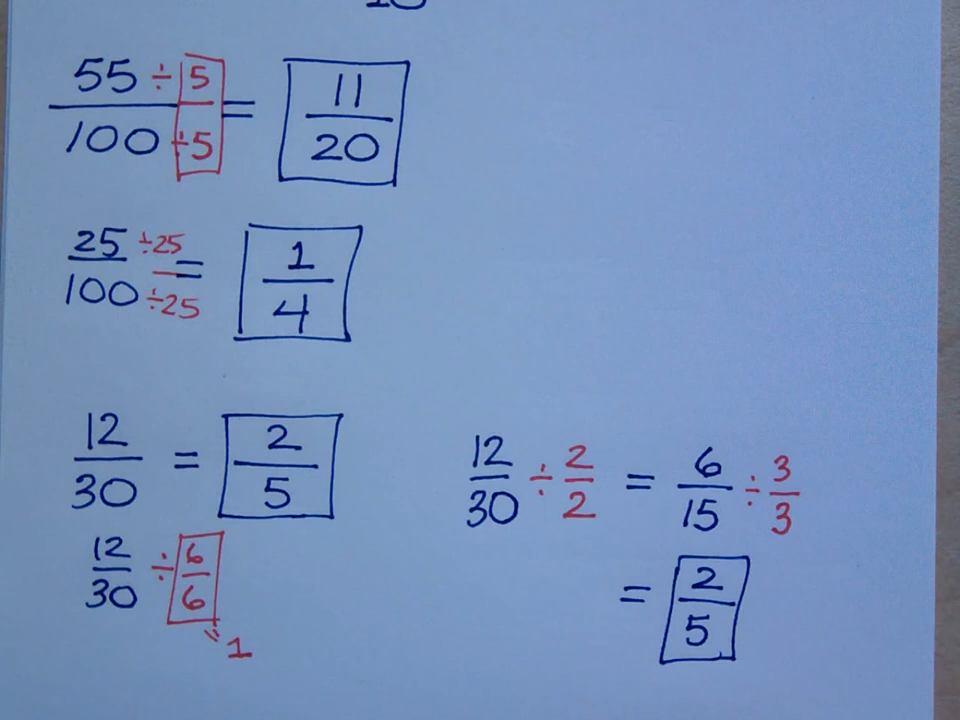 55 ÷ 5
100 ÷ 5
= 11/20
25 ÷25
100 ÷25
= 1/4
12/30 = 2/5
12/30 ÷ 6/6
= 1
12/30 ÷ 2/2 = 6/15 ÷ 3/3
= 2/5